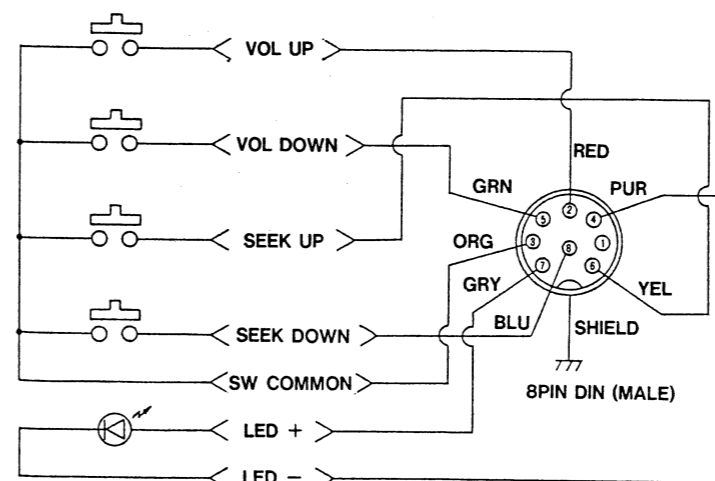 VOL UP
VOL DOWN
RED
GRN
PUR
5
2
4
SEEK UP
ORG
3
8
1
GRY
7
6
YEL
BLU
SHIELD
SEEK DOWN
SW COMMON
8PIN DIN (MALE)
LED +
LED −